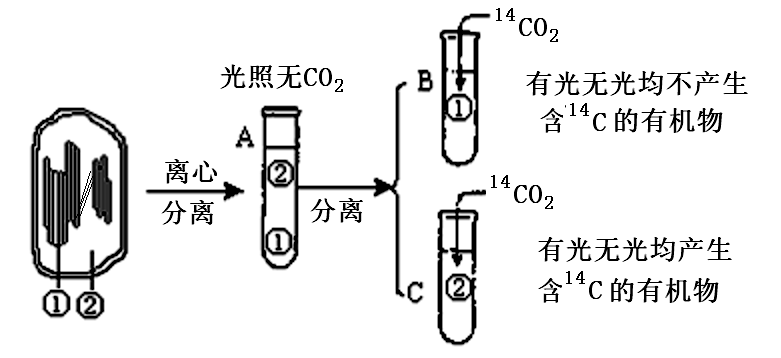 光照无CO₂
A
②
①
离心
分离
① ②
分离
B
¹⁴CO₂
①
有光无光均不产生
含¹⁴C的有机物
C
¹⁴CO₂
②
有光无光均产生
含¹⁴C的有机物